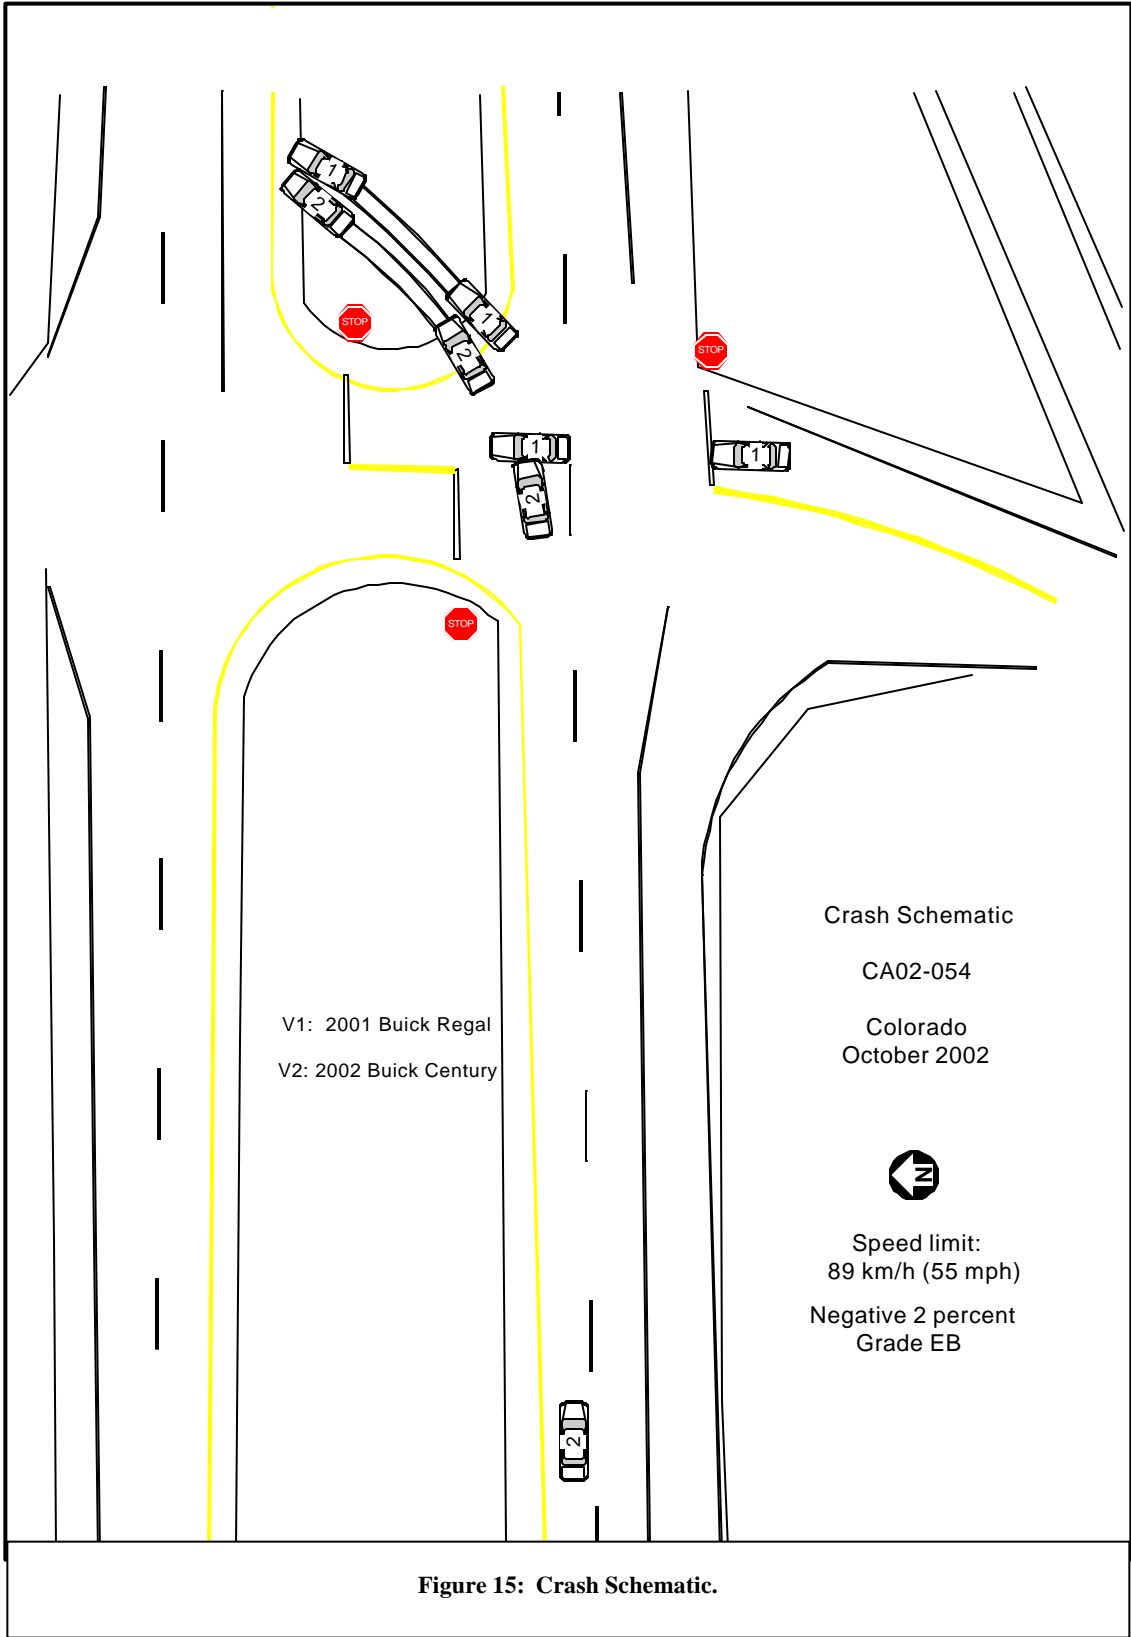 1
2
STOP
1
STOP
2
1
1
2
STOP
Crash Schematic
CA02-054
Colorado
October 2002
V1: 2001 Buick Regal
V2: 2002 Buick Century
N
Speed limit:
89 km/h (55 mph)
Negative 2 percent
Grade EB
2
Figure 15: Crash Schematic.